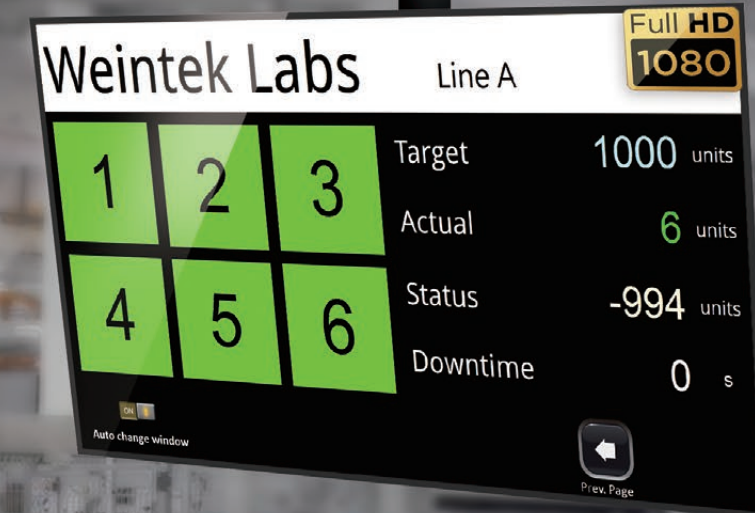 Weintek Labs Line A
Full HD
1080
1 2 3
4 5 6
Target 1000 units
Actual 6 units
Status -994 units
Downtime 0 s
ON
Auto change window
Prev. Page